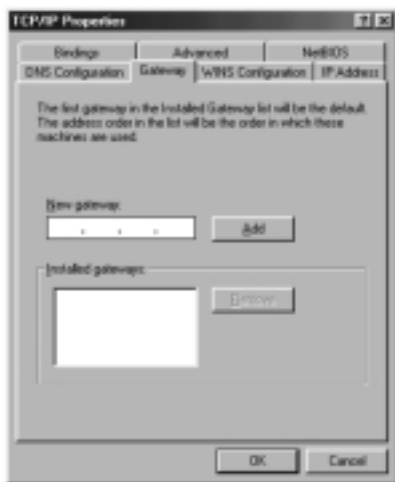 TCP/IP Properties
Bindings Advanced NetBIOS
DNS Configuration Gateway WINS Configuration IP Address
The first gateway in the Installed Gateway list will be the default.
The address order in the list will be the order in which these
machines are used.
New gateway:
Add
Installed gateways:
Remove
OK Cancel